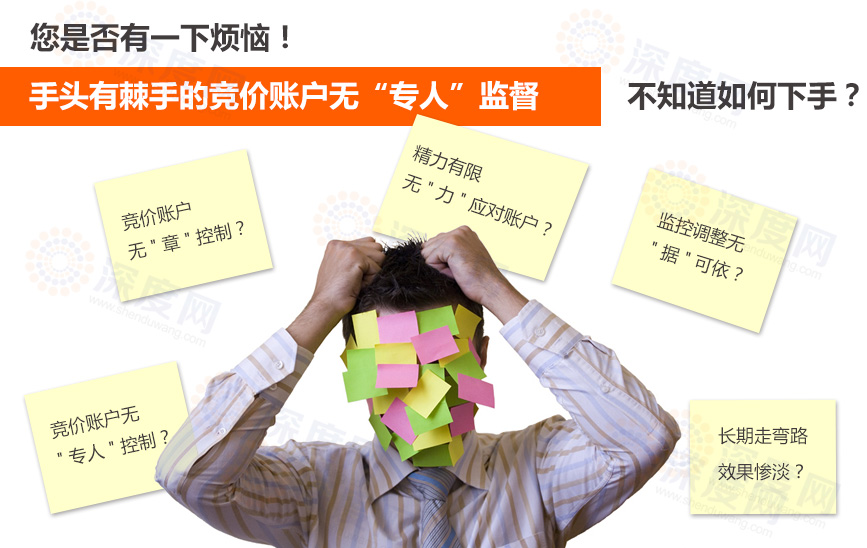 您是否有一下烦恼！
手头有棘手的竞价账户无“专人”监督
不知道如何下手？
竞价账户
无"章"控制？
精力有限
无"力"应对账户？
监控调整无
"据"可依？
竞价账户无
"专人"控制？
长期走弯路
效果惨淡？
深度网
www.shenduwang.com